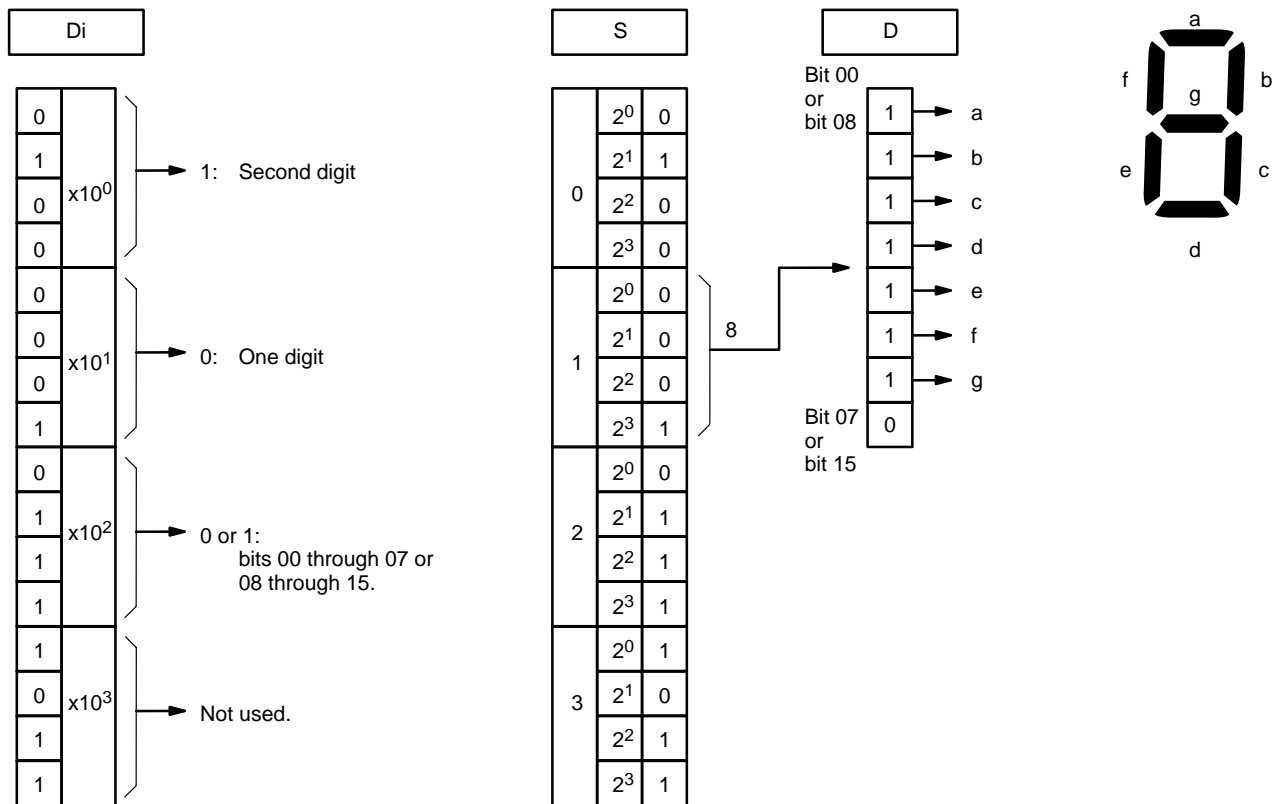 Di
0
1
0
0
x10⁰
1: Second digit
0
0
0
1
x10¹
0: One digit
0
1
1
1
x10²
0 or 1:
bits 00 through 07 or
08 through 15.
1
0
1
1
x10³
Not used.
S
0
2⁰ 0
2¹ 1
2² 0
2³ 0
1
2⁰ 0
2¹ 0
2² 0
2³ 1
8
2
2⁰ 0
2¹ 1
2² 1
2³ 1
3
2⁰ 1
2¹ 0
2² 1
2³ 1
D
Bit 00
or
bit 08
1 a
1 b
1 c
1 d
1 e
1 f
1 g
0
Bit 07
or
bit 15
a
f b
g
e c
d